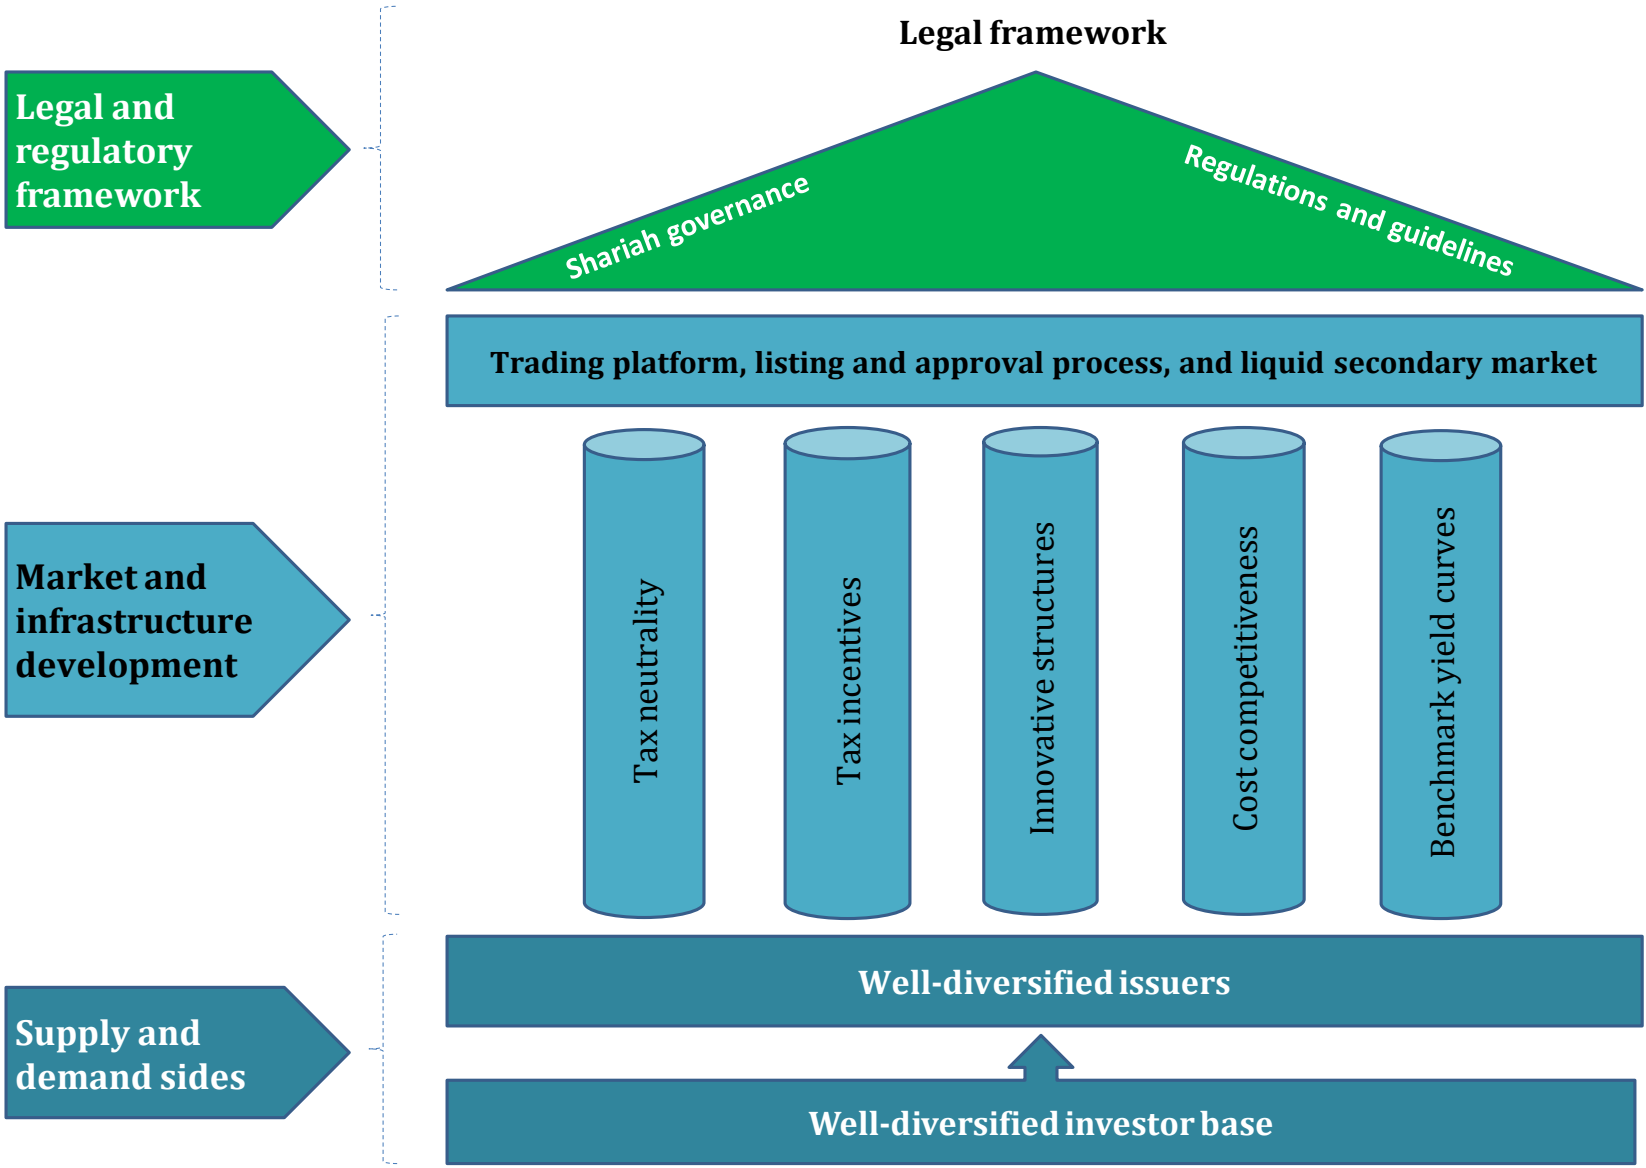 Legal framework
Legal and
regulatory
framework
Shariah governance
Regulations and guidelines
Trading platform, listing and approval process, and liquid secondary market
Market and
infrastructure
development
Tax neutrality
Tax incentives
Innovative structures
Cost competitiveness
Benchmark yield curves
Well-diversified issuers
Supply and
demand sides
Well-diversified investor base